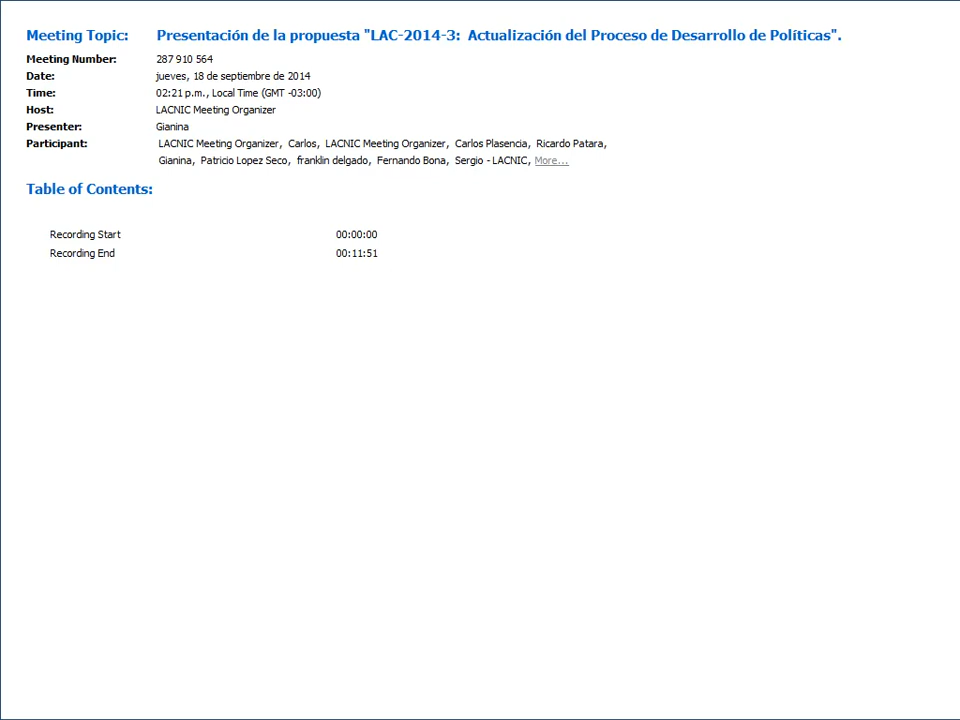 Meeting Topic: Presentación de la propuesta "LAC-2014-3:  Actualización del Proceso de Desarrollo de Políticas".
Meeting Number: 287 910 564
Date: jueves, 18 de septiembre de 2014
Time: 02:21 p.m., Local Time (GMT -03:00)
Host: LACNIC Meeting Organizer
Presenter: Gianina
Participant: LACNIC Meeting Organizer, Carlos, LACNIC Meeting Organizer, Carlos Plasencia, Ricardo Patara,
Gianina, Patricio Lopez Seco, franklin delgado, Fernando Bona, Sergio - LACNIC, More...
Table of Contents:
Recording Start 00:00:00
Recording End 00:11:51